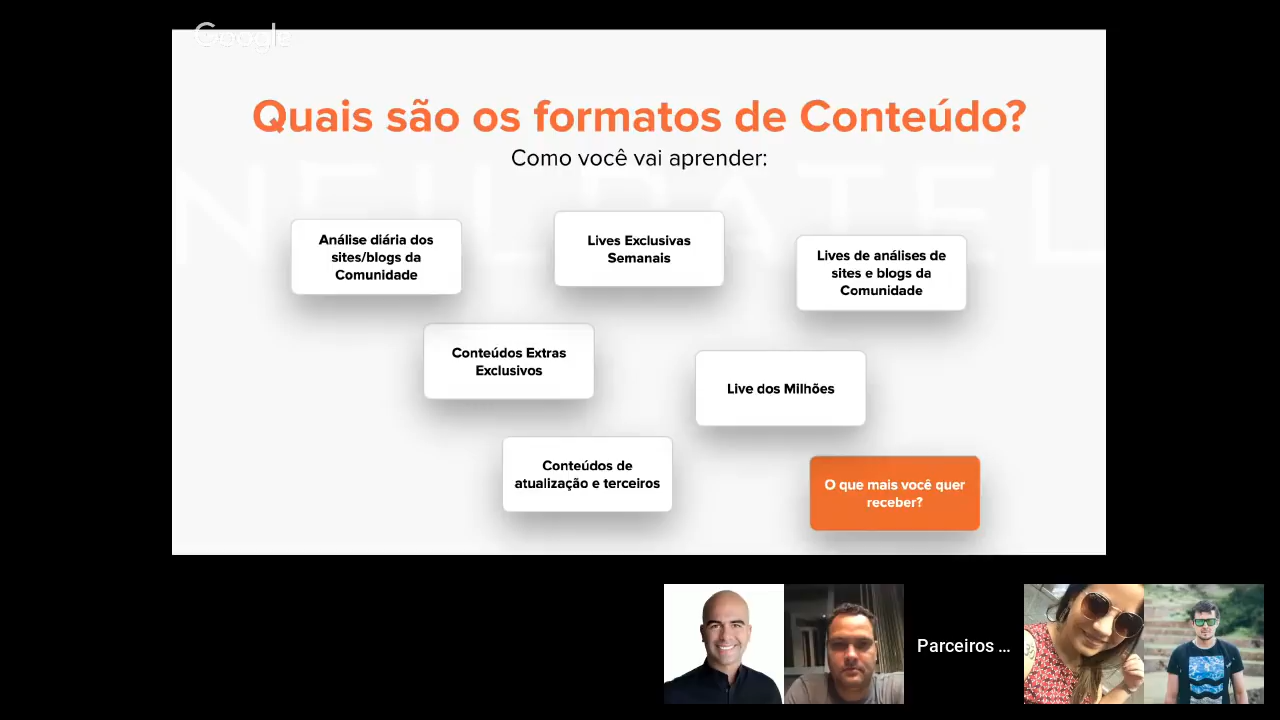 Google
Quais são os formatos de Conteúdo?
Como você vai aprender:
NEIL PATEL
Análise diária dos
sites/blogs da
Comunidade
Lives Exclusivas
Semanais
Lives de análises de
sites e blogs da
Comunidade
Conteúdos Extras
Exclusivos
Live dos Milhões
Conteúdos de
atualização e terceiros
O que mais você quer
receber?
Parceiros ...